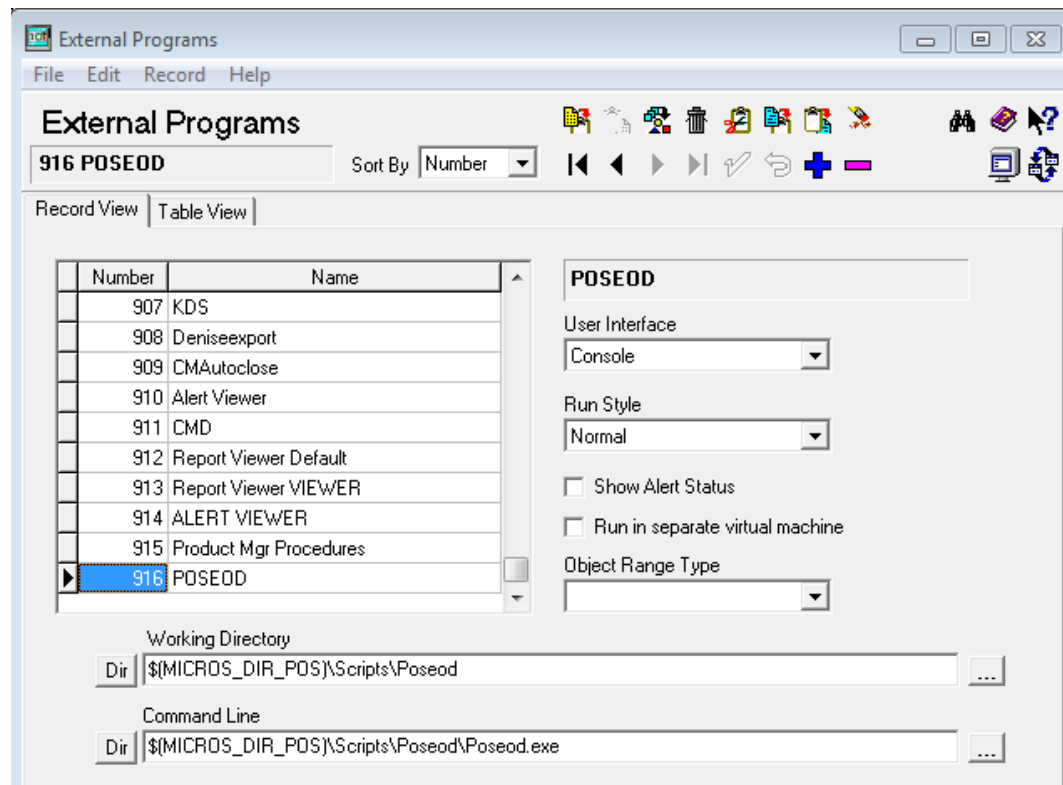 External Programs
File Edit Record Help
External Programs
916 POSEOD
Sort By Number
Record View Table View
Number Name
907 KDS
908 Deniseexport
909 CMAutoclose
910 Alert Viewer
911 CMD
912 Report Viewer Default
913 Report Viewer VIEWER
914 ALERT VIEWER
915 Product Mgr Procedures
916 POSEOD
POSEOD
User Interface
Console
Run Style
Normal
Show Alert Status
Run in separate virtual machine
Object Range Type
Working Directory
Dir $(MICROS_DIR_POS)\Scripts\Poseod ...
Command Line
Dir $(MICROS_DIR_POS)\Scripts\Poseod\Poseod.exe ...